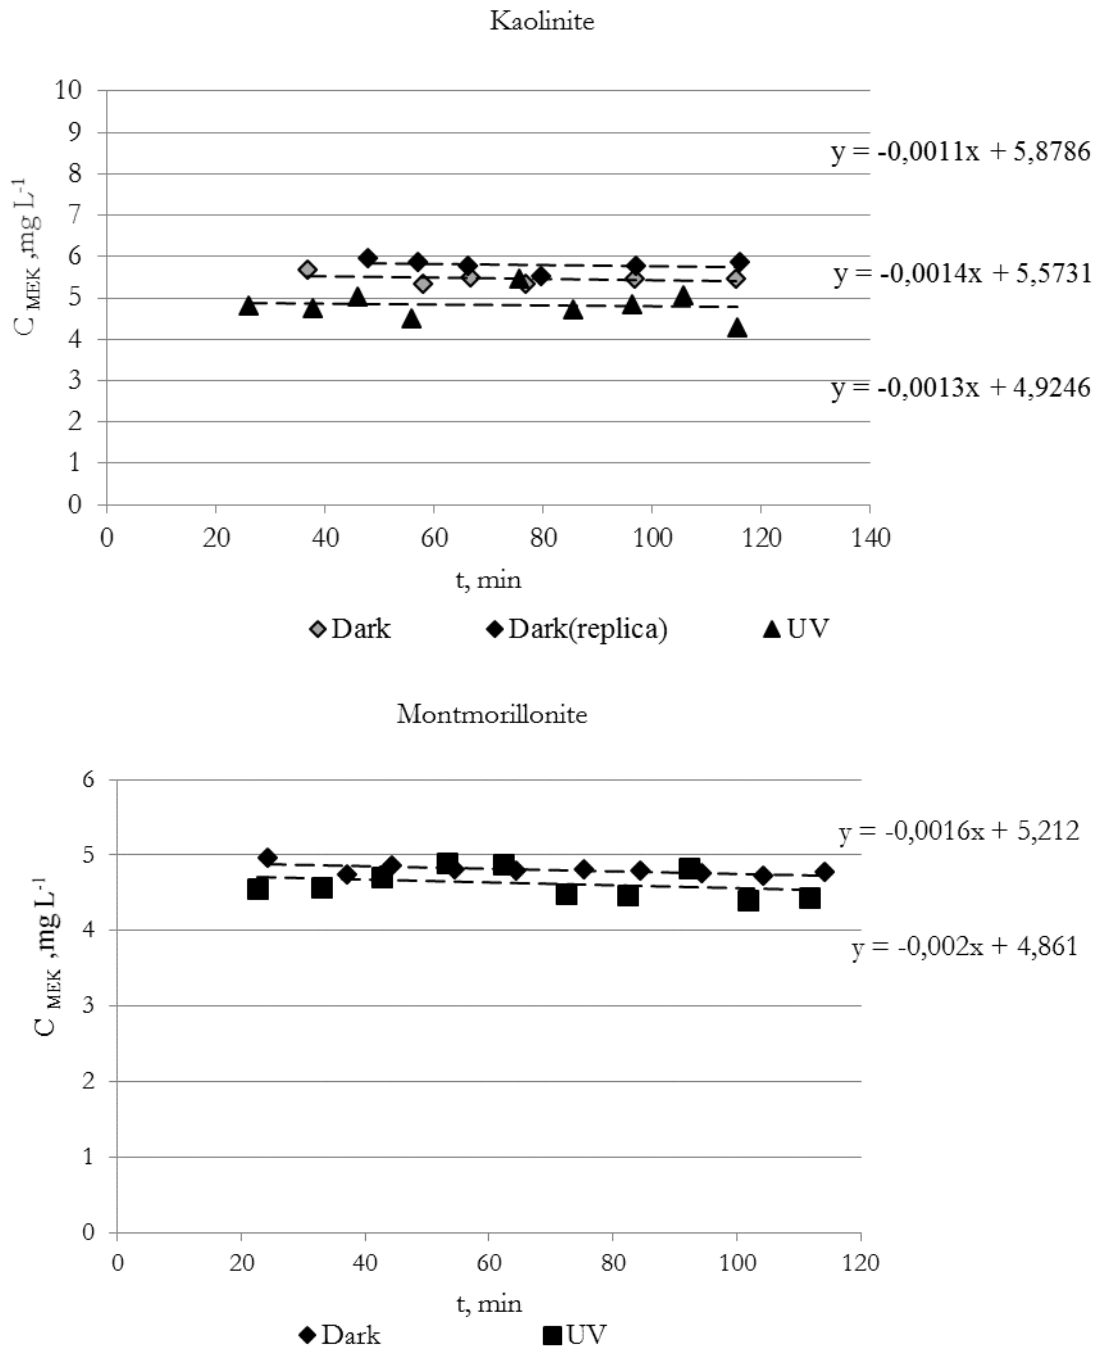 Kaolinite
10
9
8
7
6
5
4
3
2
1
0
C MEK ,mg L-1
y = -0,0011x + 5,8786
y = -0,0014x + 5,5731
y = -0,0013x + 4,9246
0 20 40 60 80 100 120 140
t, min
Dark Dark(replica) UV
Montmorillonite
6
5
4
3
2
1
0
C MEK ,mg L-1
y = -0,0016x + 5,212
y = -0,002x + 4,861
0 20 40 60 80 100 120
t, min
Dark UV